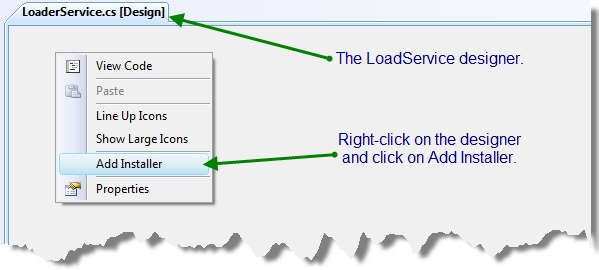 LoaderService.cs [Design]
The LoadService designer.
View Code
Paste
Line Up Icons
Show Large Icons
Add Installer
Properties
Right-click on the designer
and click on Add Installer.